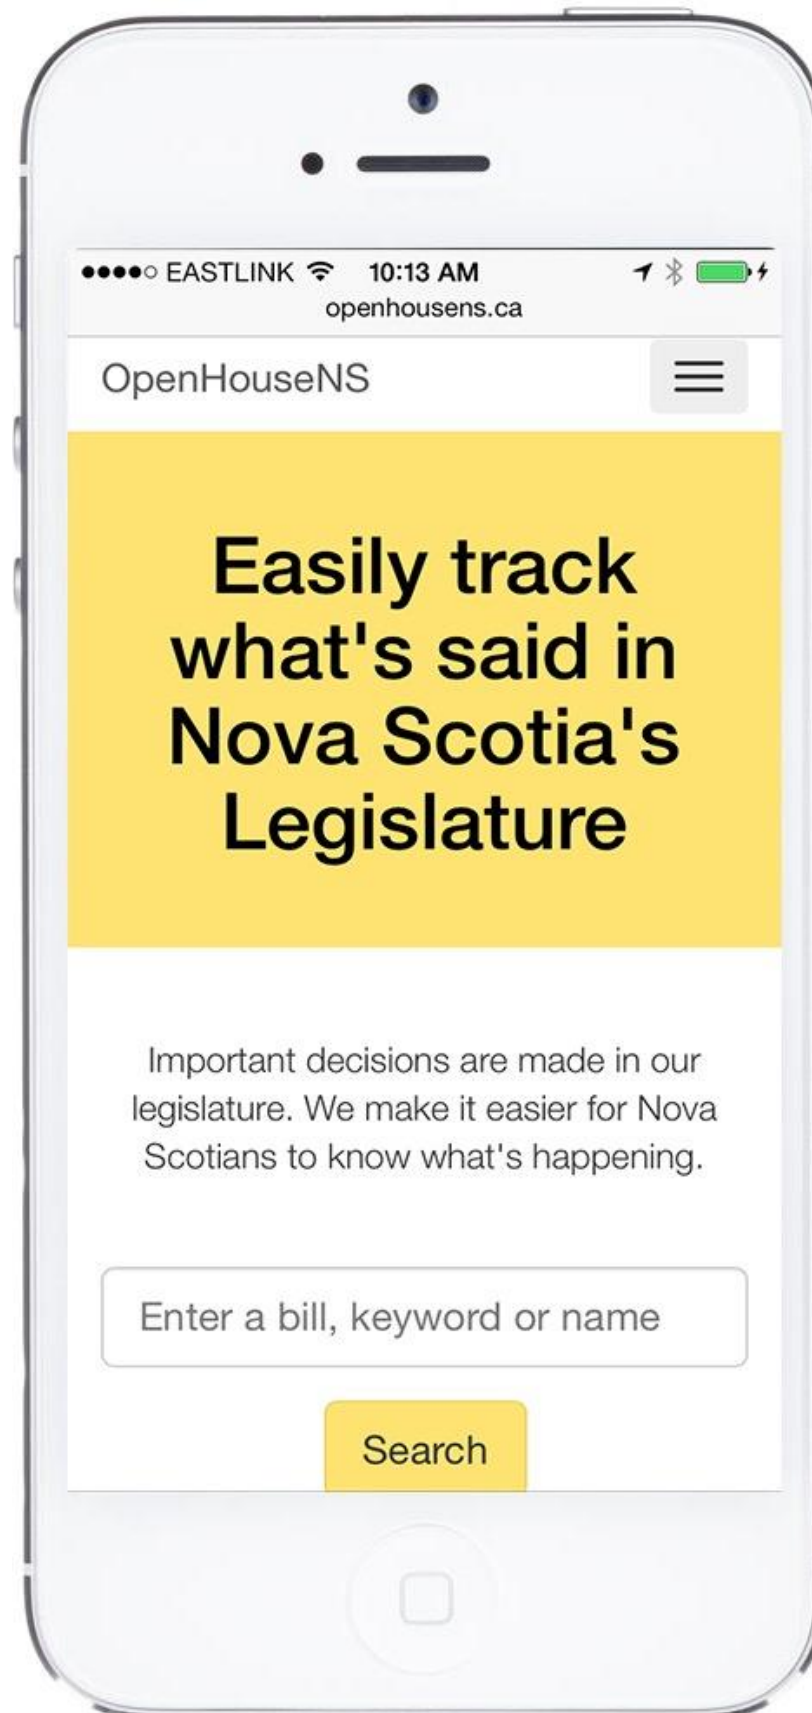 EASTLINK 10:13 AM
openhousens.ca
OpenHouseNS
Easily track
what's said in
Nova Scotia's
Legislature
Important decisions are made in our
legislature. We make it easier for Nova
Scotians to know what's happening.
Enter a bill, keyword or name
Search